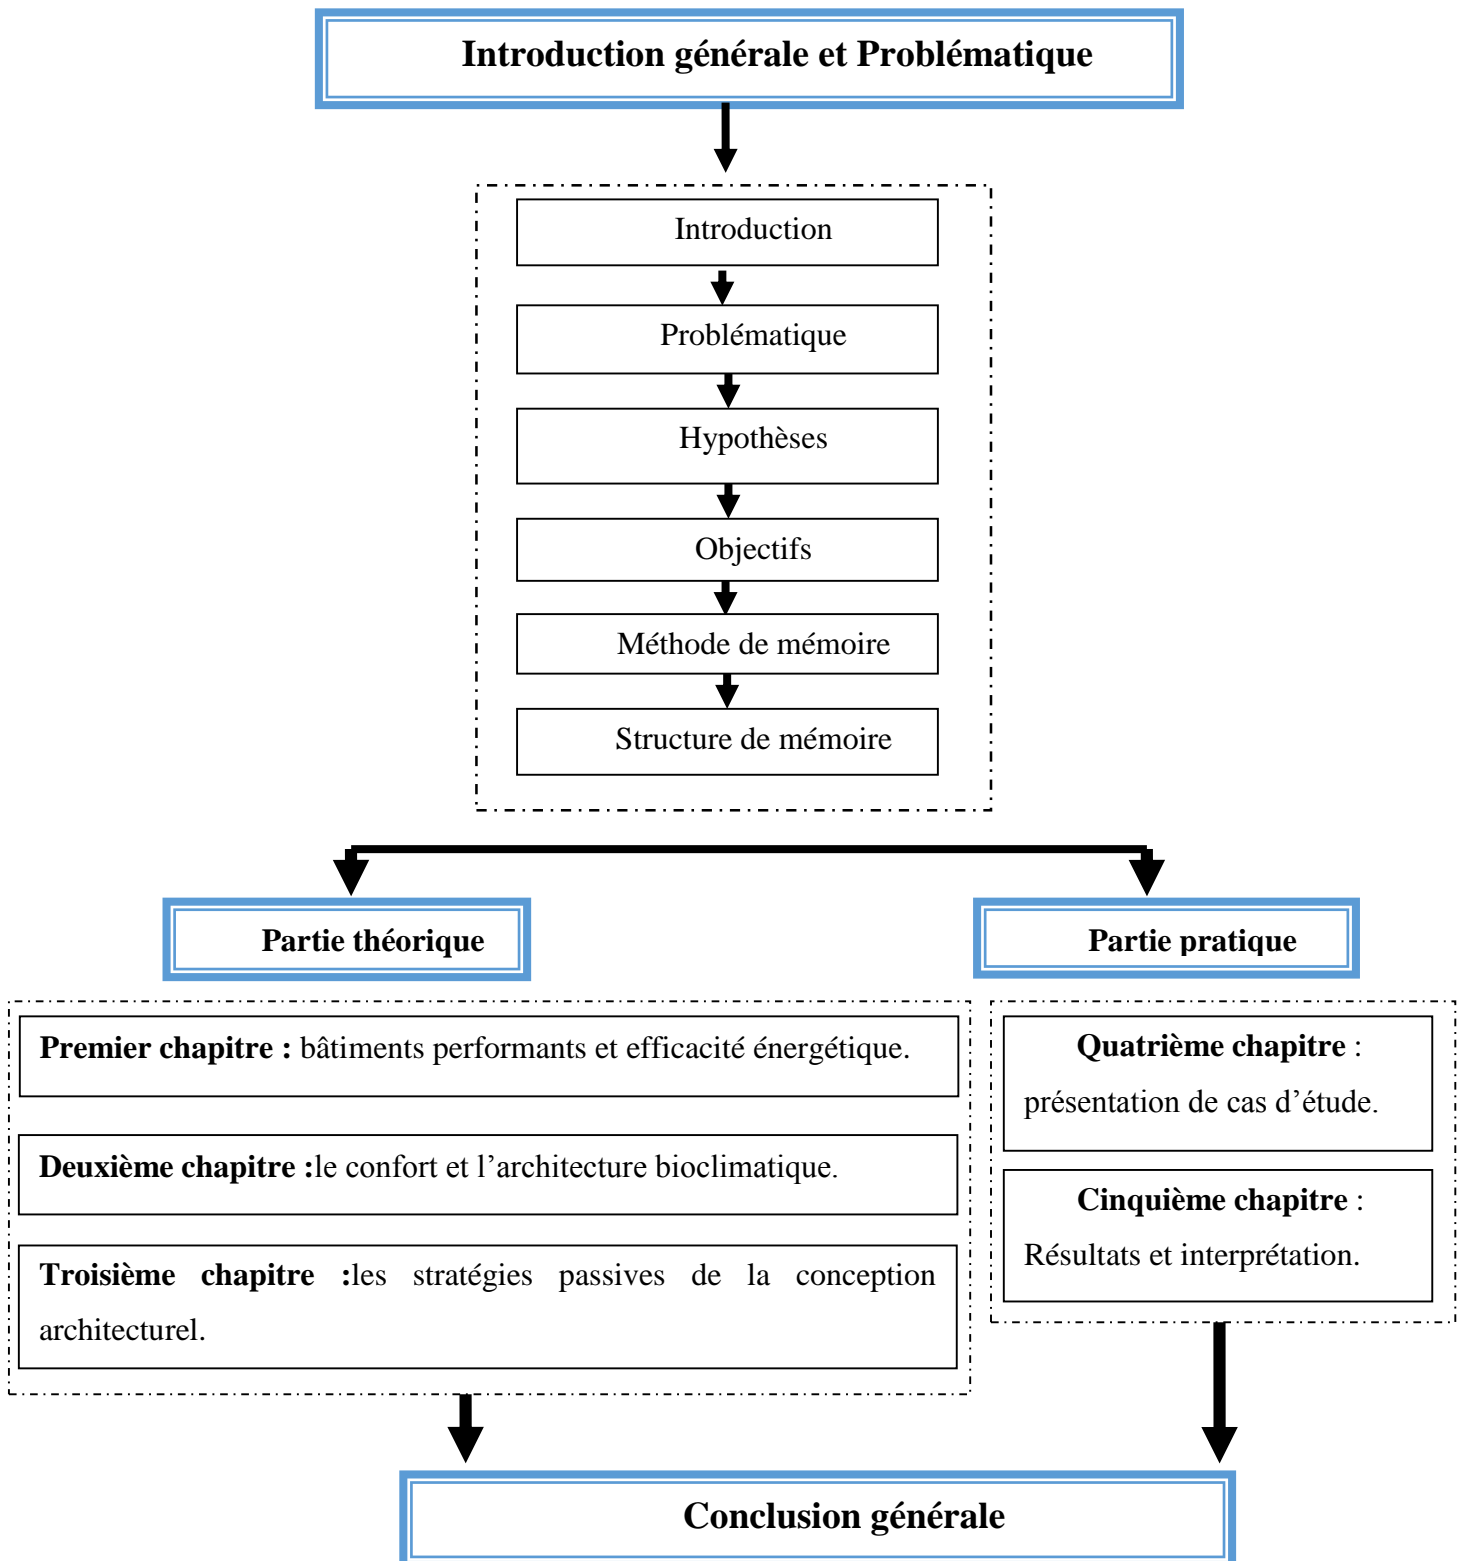 Introduction générale et Problématique
Introduction
Problématique
Hypothèses
Objectifs
Méthode de mémoire
Structure de mémoire
Partie théorique
Partie pratique
Premier chapitre : bâtiments performants et efficacité énergétique.
Deuxième chapitre :le confort et l’architecture bioclimatique.
Troisième chapitre :les stratégies passives de la conception
architecturel.
Quatrième chapitre :
présentation de cas d’étude.
Cinquième chapitre :
Résultats et interprétation.
Conclusion générale